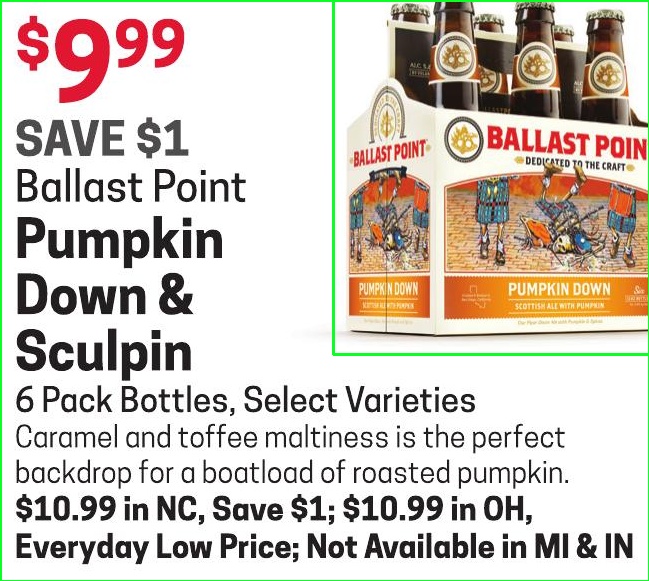 $9.99
SAVE $1
Ballast Point
Pumpkin
Down &
Sculpin
6 Pack Bottles, Select Varieties
Caramel and toffee maltiness is the perfect
backdrop for a boatload of roasted pumpkin.
$10.99 in NC, Save $1; $10.99 in OH,
Everyday Low Price; Not Available in MI & IN
BALLAST POINT
PUMPKIN DOWN
SCOTTISH ALE WITH PUMPKIN
BALLAST POIN
DEDICATED TO THE CRAFT
PUMPKIN DOWN
SCOTTISH ALE WITH PUMPKIN